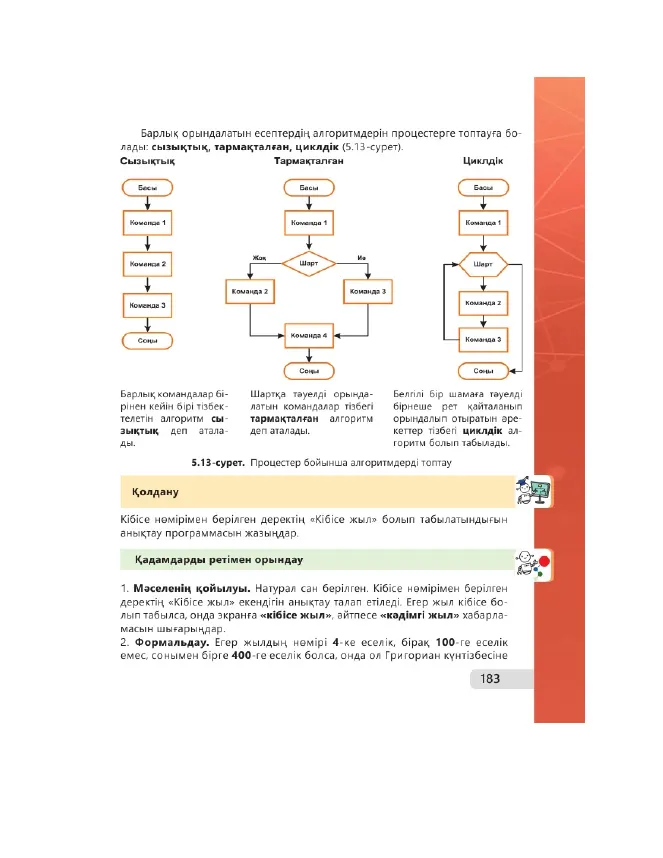 Барлық орындалатын есептердің алгоритмдерін процестерге топтауға бо-
лады: сызықтық, тармақталған, циклдік (5.13-сурет).
Сызықтық
Тармақталған
Циклдік
Басы
Команда 1
Команда 2
Команда 3
Соңы
Басы
Команда 1
Жоқ
Шарт
Ия
Команда 2
Команда 3
Команда 4
Соңы
Басы
Команда 1
Шарт
Команда 2
Команда 3
Соңы
Барлық командалар бі-
рінен кейін бірі тізбек-
телетін алгоритм сы-
зықтық деп атала-
ды.
Шартқа тәуелді орында-
латын командалар тізбегі
тармақталған алгоритм
деп аталады.
Белгілі бір шамаға тәуелді
бірнеше рет қайталанып
орындалып отыратын әре-
кеттер тізбегі циклдік ал-
горитм болып табылады.
5.13-сурет. Процестер бойынша алгоритмдерді топтау
Қолдану
Кібісе нөмірімен берілген деректің «Кібісе жыл» болып табылатындығын
анықтау программасын жазыңдар.
Қадамдарды ретімен орындау
1. Мәселенің қойылуы. Натурал сан берілген. Кібісе нөмірімен берілген
деректің «Кібісе жыл» екендігін анықтау талап етіледі. Егер жыл кібісе бо-
лып табылса, онда экранға «кібісе жыл», әйтпесе «кәдімгі жыл» хабарла-
масын шығарыңдар.
2. Формальдау. Егер жылдың нөмірі 4-ке еселік, бірақ 100-ге еселік
емес, сонымен бірге 400-ге еселік болса, онда ол Григориан күнтізбесіне
183